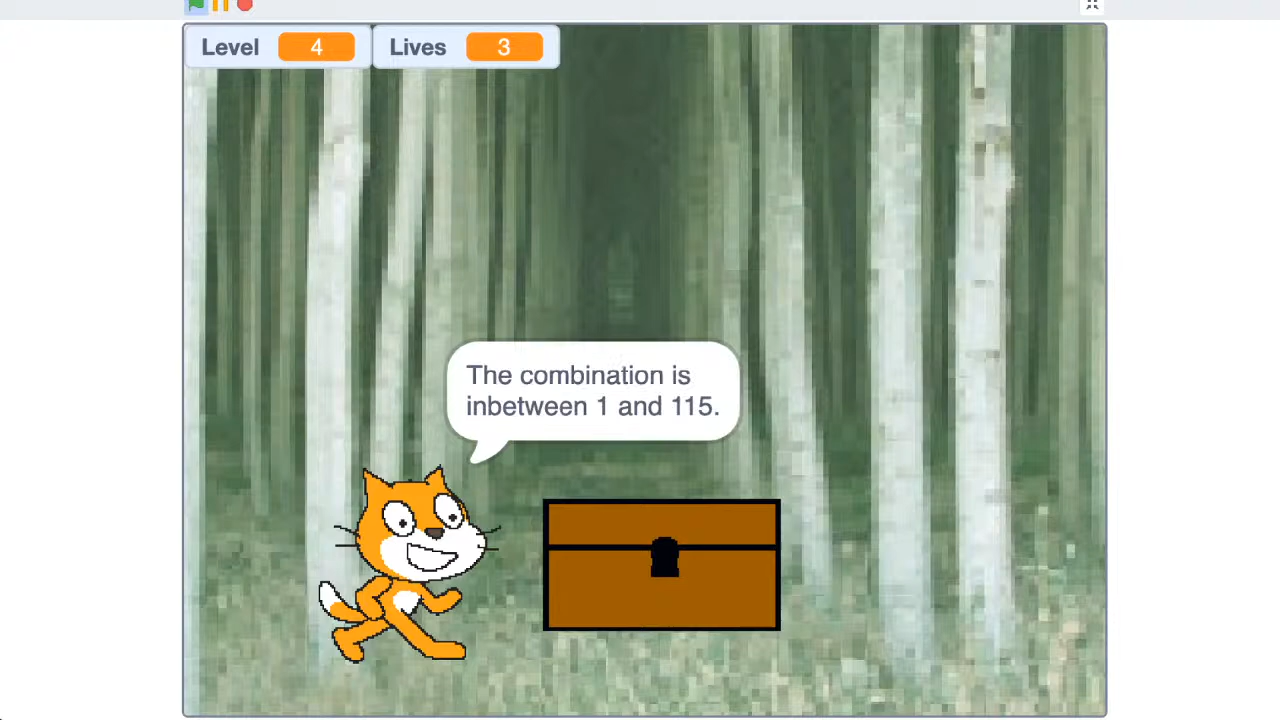 Level 4 Lives 3
The combination is
inbetween 1 and 115.